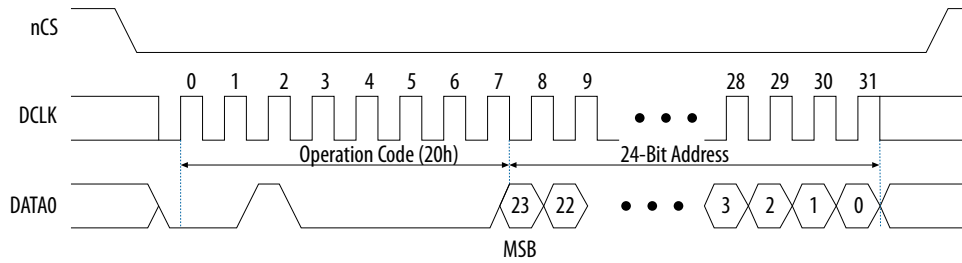 nCS
0 1 2 3 4 5 6 7 8 9 28 29 30 31
DCLK
Operation Code (20h) 24-Bit Address
DATA0 23 22 3 2 1 0
MSB